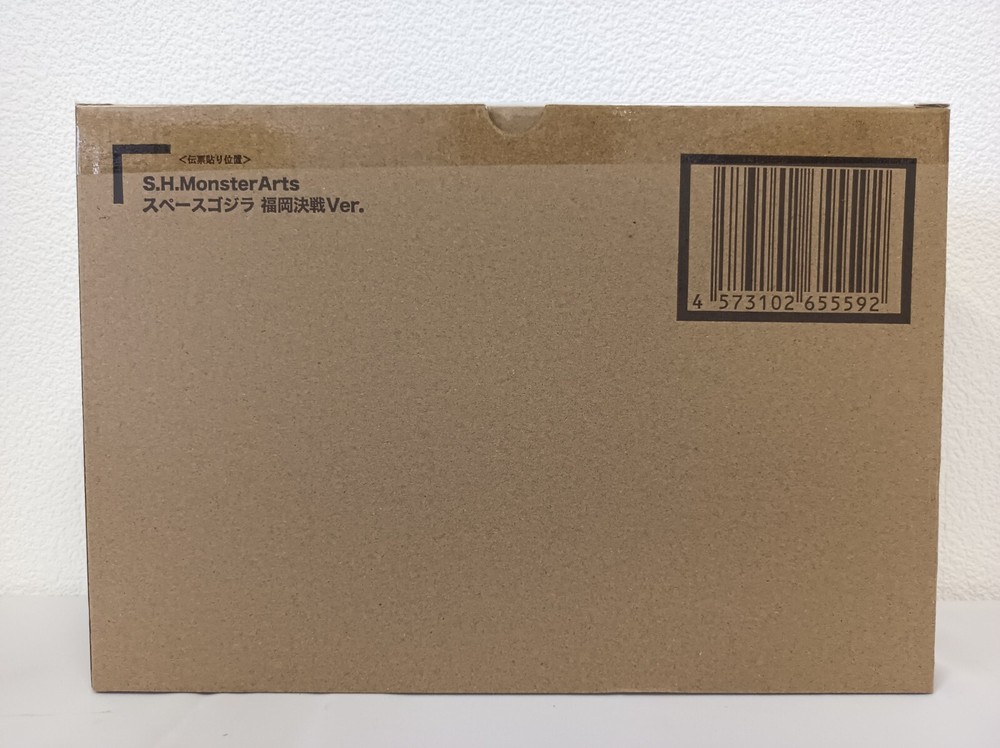 <伝票貼り位置>
S.H.MonsterArts
スペースゴジラ 福岡決戦Ver.
4 573102 655592